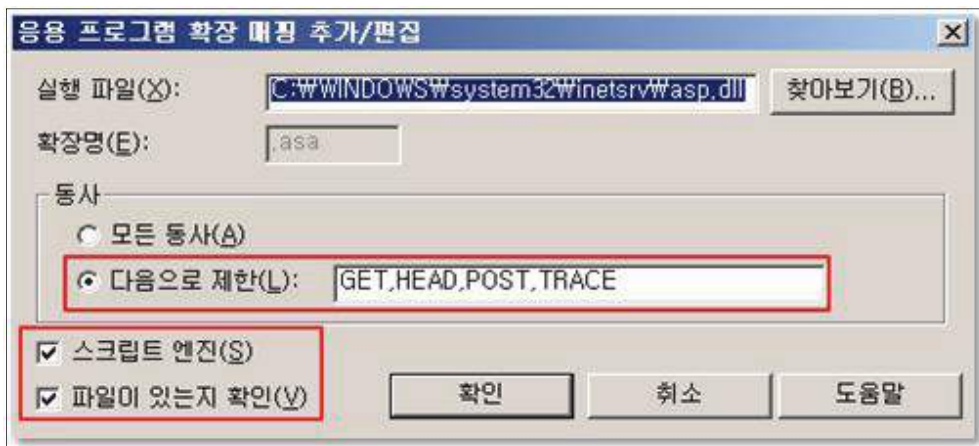 응용 프로그램 확장 매핑 추가/편집
실행 파일(X): C:₩WINDOWS₩system32₩inetsrv₩asp.dll 찾아보기(B)...
확장명(E): .asa
동사
모든 동사(A)
다음으로 제한(L): GET,HEAD,POST,TRACE
스크립트 엔진(S)
파일이 있는지 확인(V)
확인 취소 도움말